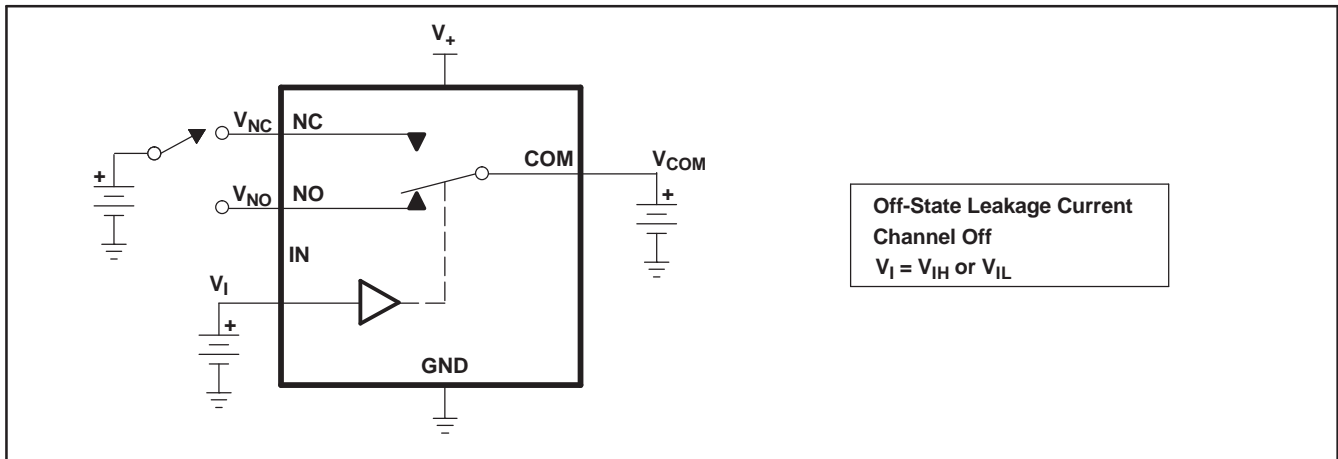 V+
VNC NC
+
COM VCOM
VNO NO
+
IN
VI
+
GND
Off-State Leakage Current
Channel Off
VI = VIH or VIL